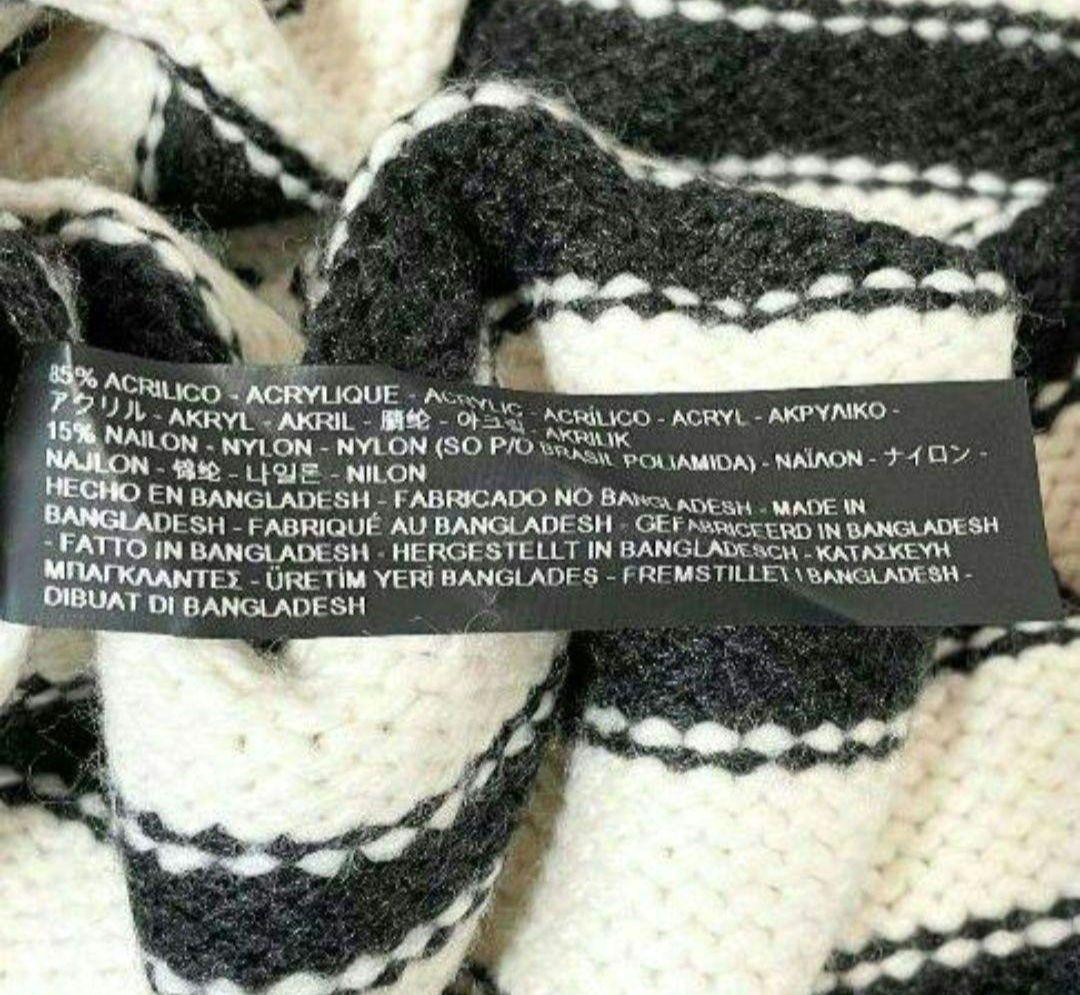 85% ACRILICO - ACRYLIQUE - ACRYLIC - ACRÍLICO - ACRYL - ΑΚΡΥΛΙΚΟ -
アクリル - AKRYL - AKRIL - 腈纶 - 아크릴 - AKRILIK
15% NAILON - NYLON - NYLON (SO P/O BRASIL POLIAMIDA) - ΝΑΪΛΟΝ - ナイロン -
NAJLON - 锦纶 - 나일론 - NILON
HECHO EN BANGLADESH - FABRICADO NO BANGLADESH - MADE IN
BANGLADESH - FABRIQUÉ AU BANGLADESH - GEFABRICEERD IN BANGLADESH
- FATTO IN BANGLADESH - HERGESTELLT IN BANGLADESCH - ΚΑΤΑΣΚΕΥΗ
ΜΠΑΓΚΛΑΝΤΕΣ - ÜRETİM YERİ BANGLADEŞ - FREMSTILLET I BANGLADESH -
DIBUAT DI BANGLADESH